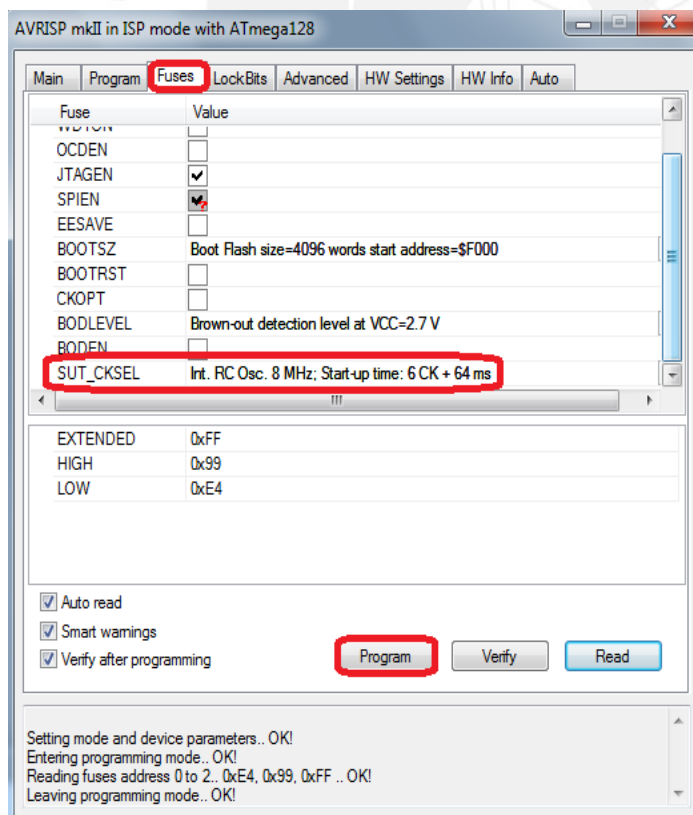 AVRISP mkII in ISP mode with ATmega128
Main Program Fuses LockBits Advanced HW Settings HW Info Auto
Fuse Value
OCDEN
JTAGEN
SPIEN
EESAVE
BOOTSZ Boot Flash size=4096 words start address=$F000
BOOTRST
CKOPT
BODLEVEL Brown-out detection level at VCC=2.7 V
BODEN
SUT_CKSEL Int. RC Osc. 8 MHz; Start-up time: 6 CK + 64 ms
EXTENDED 0xFF
HIGH 0x99
LOW 0xE4
Auto read
Smart warnings
Verify after programming
Program Verify Read
Setting mode and device parameters.. OK!
Entering programming mode.. OK!
Reading fuses address 0 to 2.. 0xE4, 0x99, 0xFF .. OK!
Leaving programming mode.. OK!